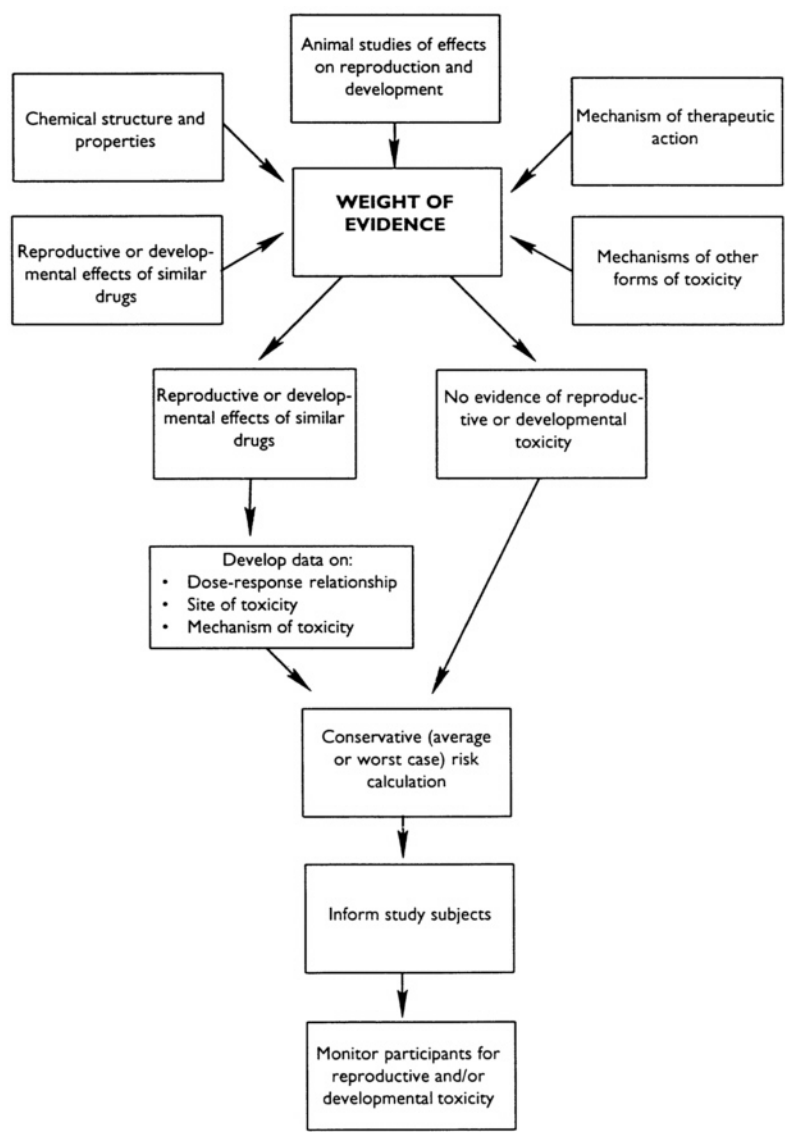 Animal studies of effects
on reproduction and
development
Chemical structure and
properties
Mechanism of therapeutic
action
WEIGHT OF
EVIDENCE
Reproductive or develop-
mental effects of similar
drugs
Mechanisms of other
forms of toxicity
Reproductive or develop-
mental effects of similar
drugs
No evidence of reproduc-
tive or developmental
toxicity
Develop data on:
• Dose-response relationship
• Site of toxicity
• Mechanism of toxicity
Conservative (average
or worst case) risk
calculation
Inform study subjects
Monitor participants for
reproductive and/or
developmental toxicity